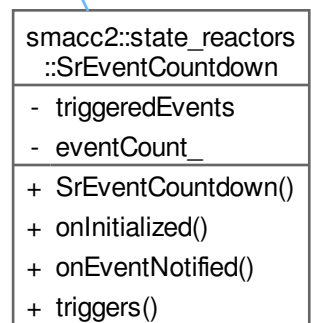 smacc2::state_reactors
::SrEventCountdown
- triggeredEvents
- eventCount_
+ SrEventCountdown()
+ onInitialized()
+ onEventNotified()
+ triggers()